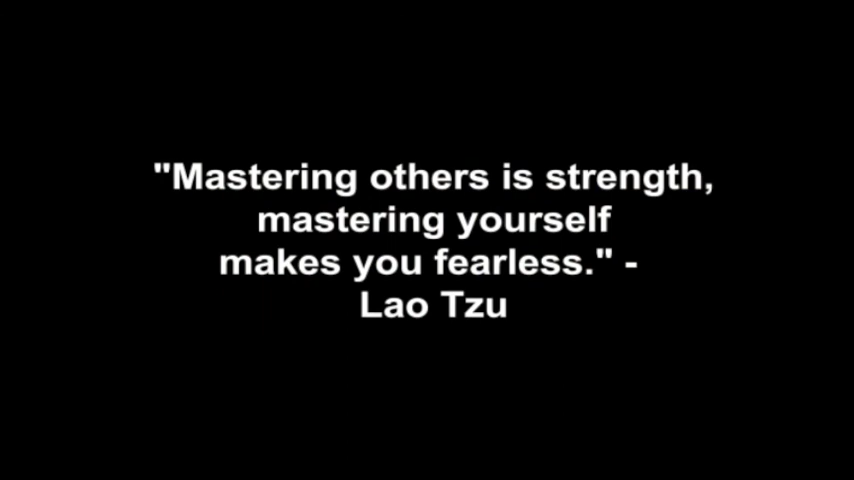 "Mastering others is strength,
mastering yourself
makes you fearless." -
Lao Tzu